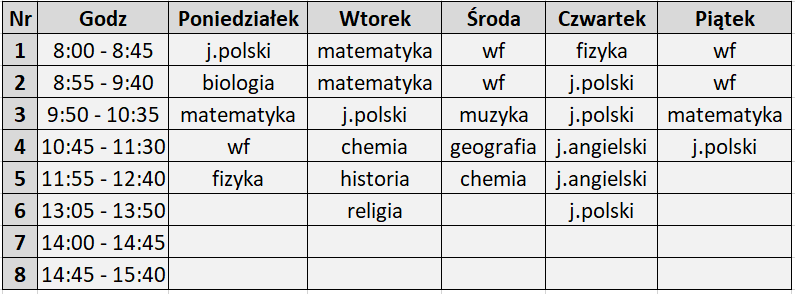 Nr Godz Poniedziałek Wtorek Środa Czwartek Piątek
1 8:00 - 8:45 j.polski matematyka wf fizyka wf
2 8:55 - 9:40 biologia matematyka wf j.polski wf
3 9:50 - 10:35 matematyka j.polski muzyka j.polski matematyka
4 10:45 - 11:30 wf chemia geografia j.angielski j.polski
5 11:55 - 12:40 fizyka historia chemia j.angielski
6 13:05 - 13:50 religia j.polski
7 14:00 - 14:45
8 14:45 - 15:40